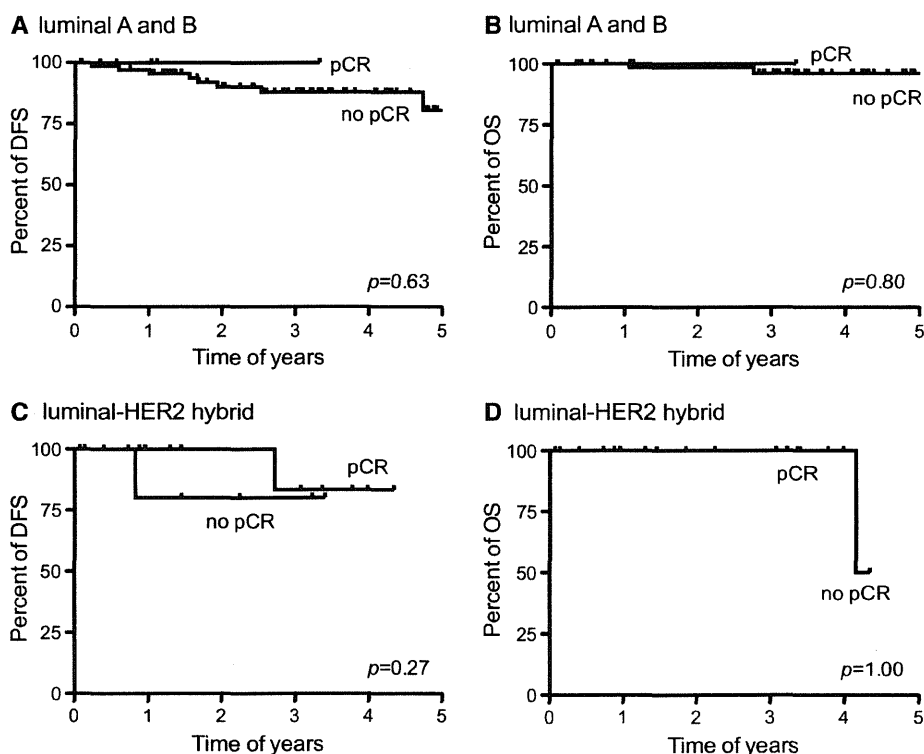 A luminal A and B
100
75
50
25
0
Percent of DFS
pCR
no pCR
p=0.63
0 1 2 3 4 5
Time of years
B luminal A and B
100
75
50
25
0
Percent of OS
pCR
no pCR
p=0.80
0 1 2 3 4 5
Time of years
C luminal-HER2 hybrid
100
75
50
25
0
Percent of DFS
pCR
no pCR
p=0.27
0 1 2 3 4 5
Time of years
D luminal-HER2 hybrid
100
75
50
25
0
Percent of OS
pCR
no pCR
p=1.00
0 1 2 3 4 5
Time of years